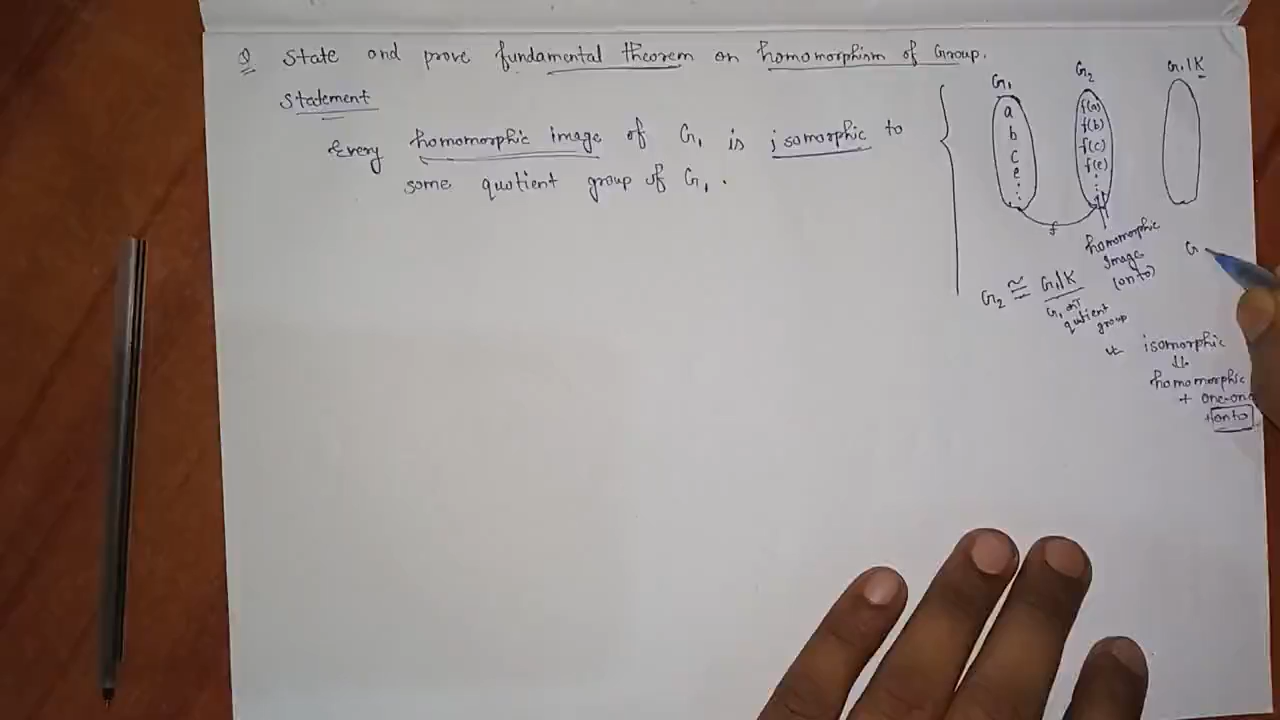 Q State and prove fundamental theorem on homomorphism of Group.
Statement
Every homomorphic image of G₁ is isomorphic to
some quotient group of G₁.
G₁ G₂ G₁|K
a f(a)
b f(b)
c f(c)
e f(e)
⋮ ⋮
f
homomorphic
image
(onto)
G
G₂ ≅ G₁|K
G₁
qutient
group
isomorphic
⇓
homomorphic
+ one-one
+ onto